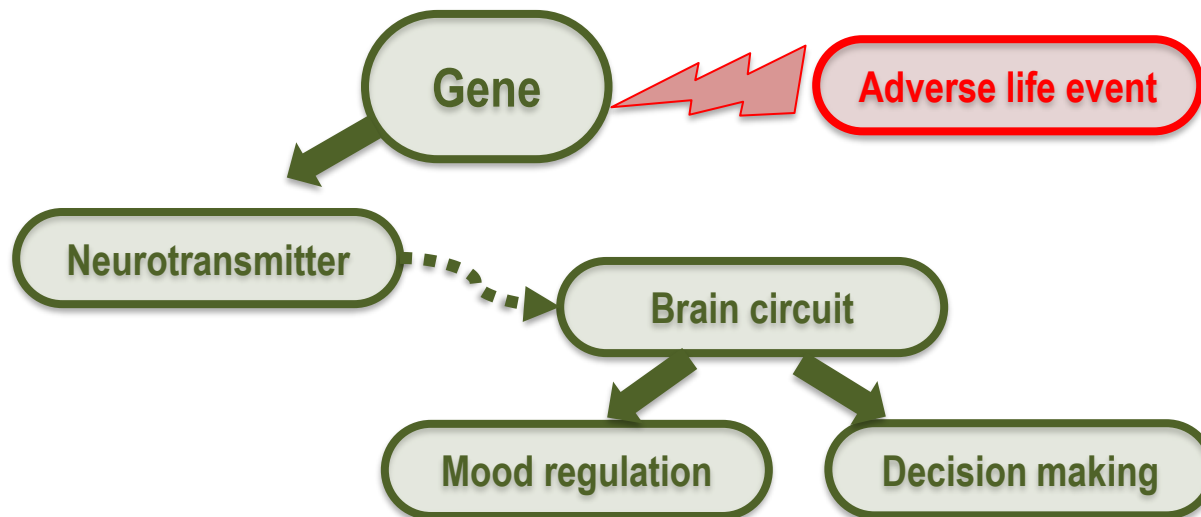 Gene
Adverse life event
Neurotransmitter
Brain circuit
Mood regulation
Decision making